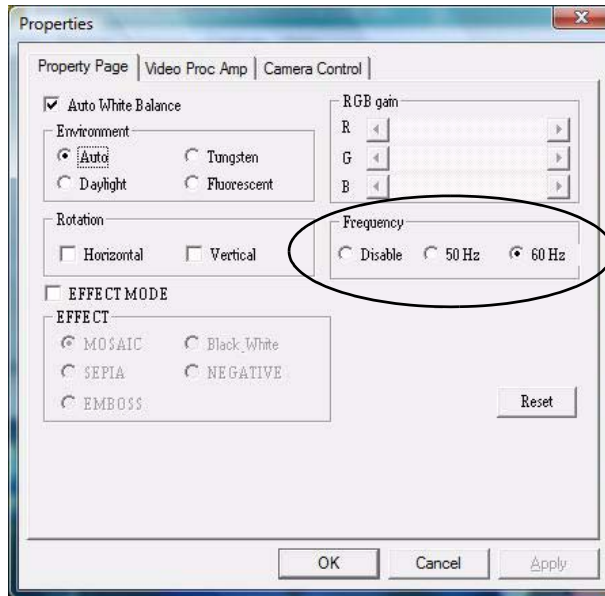 Properties
Property Page Video Proc Amp Camera Control
Auto White Balance
Environment
Auto Tungsten
Daylight Fluorescent
RGB gain
R
G
B
Rotation
Horizontal Vertical
Frequency
Disable 50 Hz 60 Hz
EFFECT MODE
EFFECT
MOSAIC Black_White
SEPIA NEGATIVE
EMBOSS
Reset
OK Cancel Apply